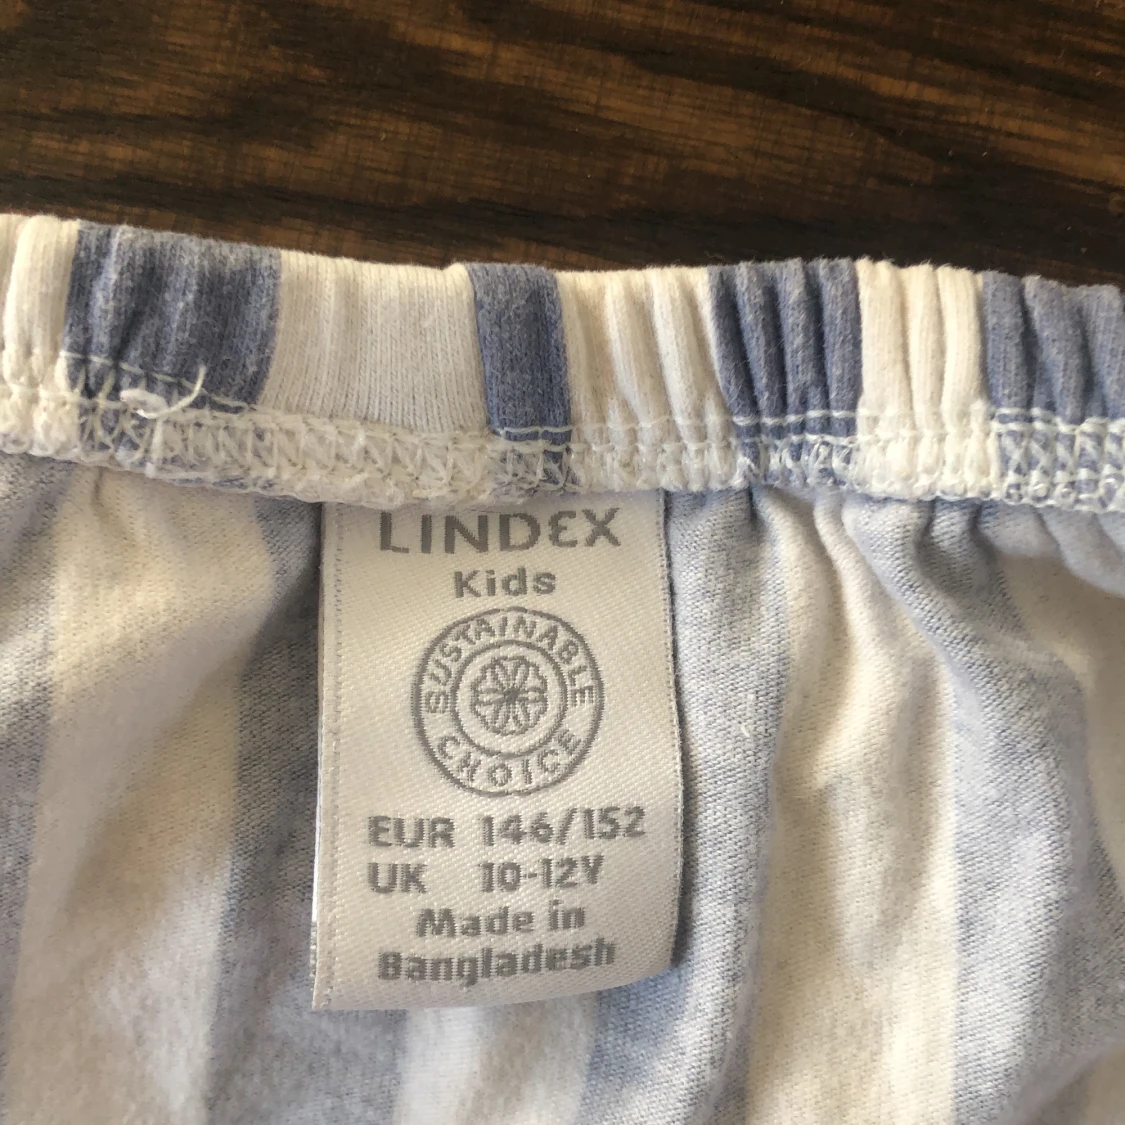 LINDEX
Kids
SUSTAINABLE
CHOICE
EUR 146/152
UK 10-12Y
Made in
Bangladesh